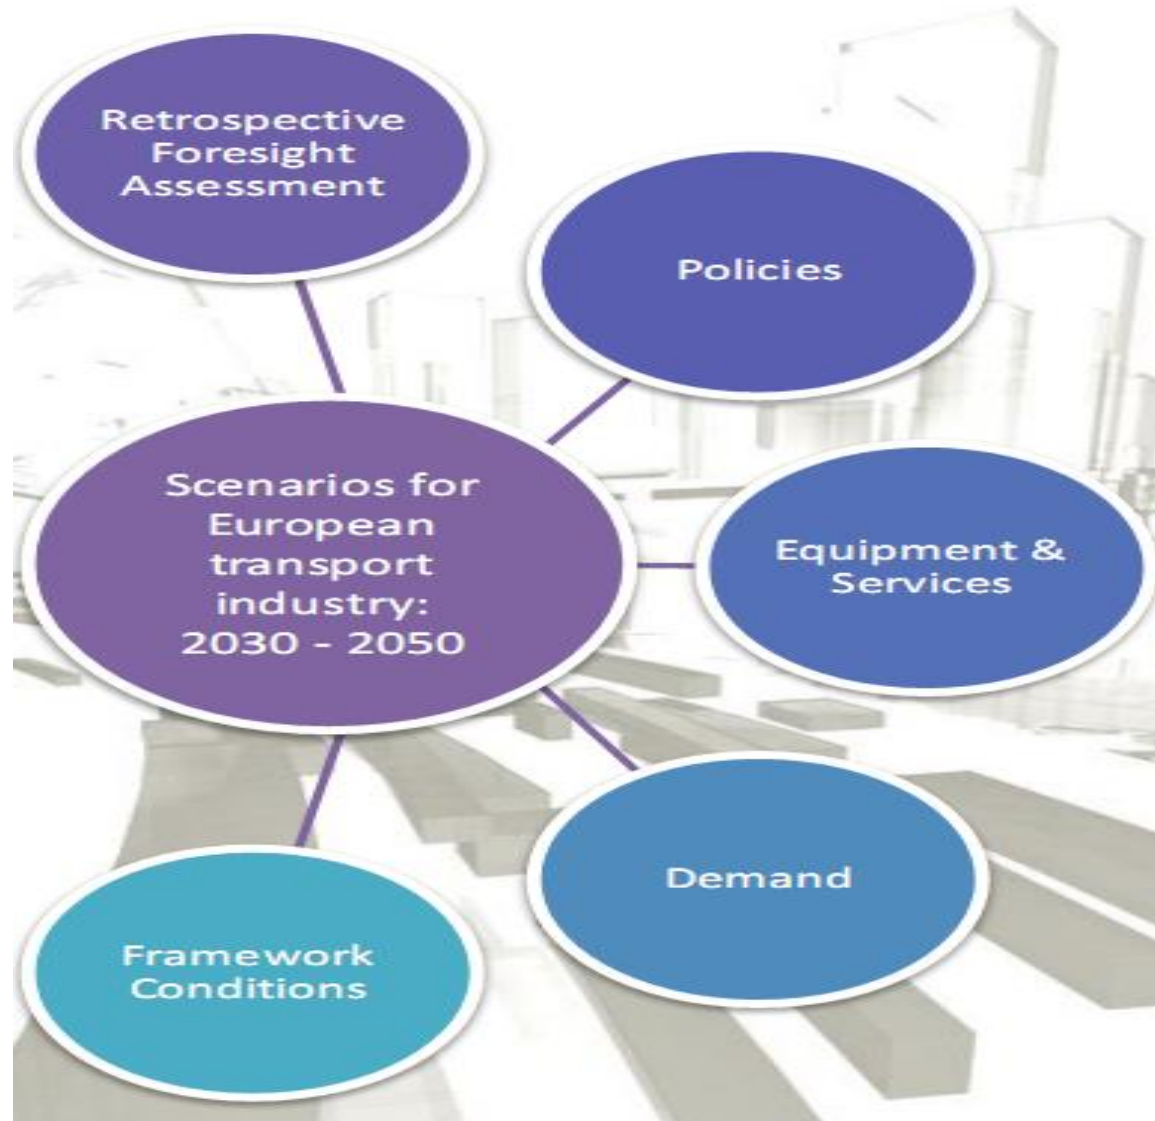 Retrospective
Foresight
Assessment
Policies
Scenarios for
European
transport
industry:
2030 - 2050
Equipment &
Services
Demand
Framework
Conditions